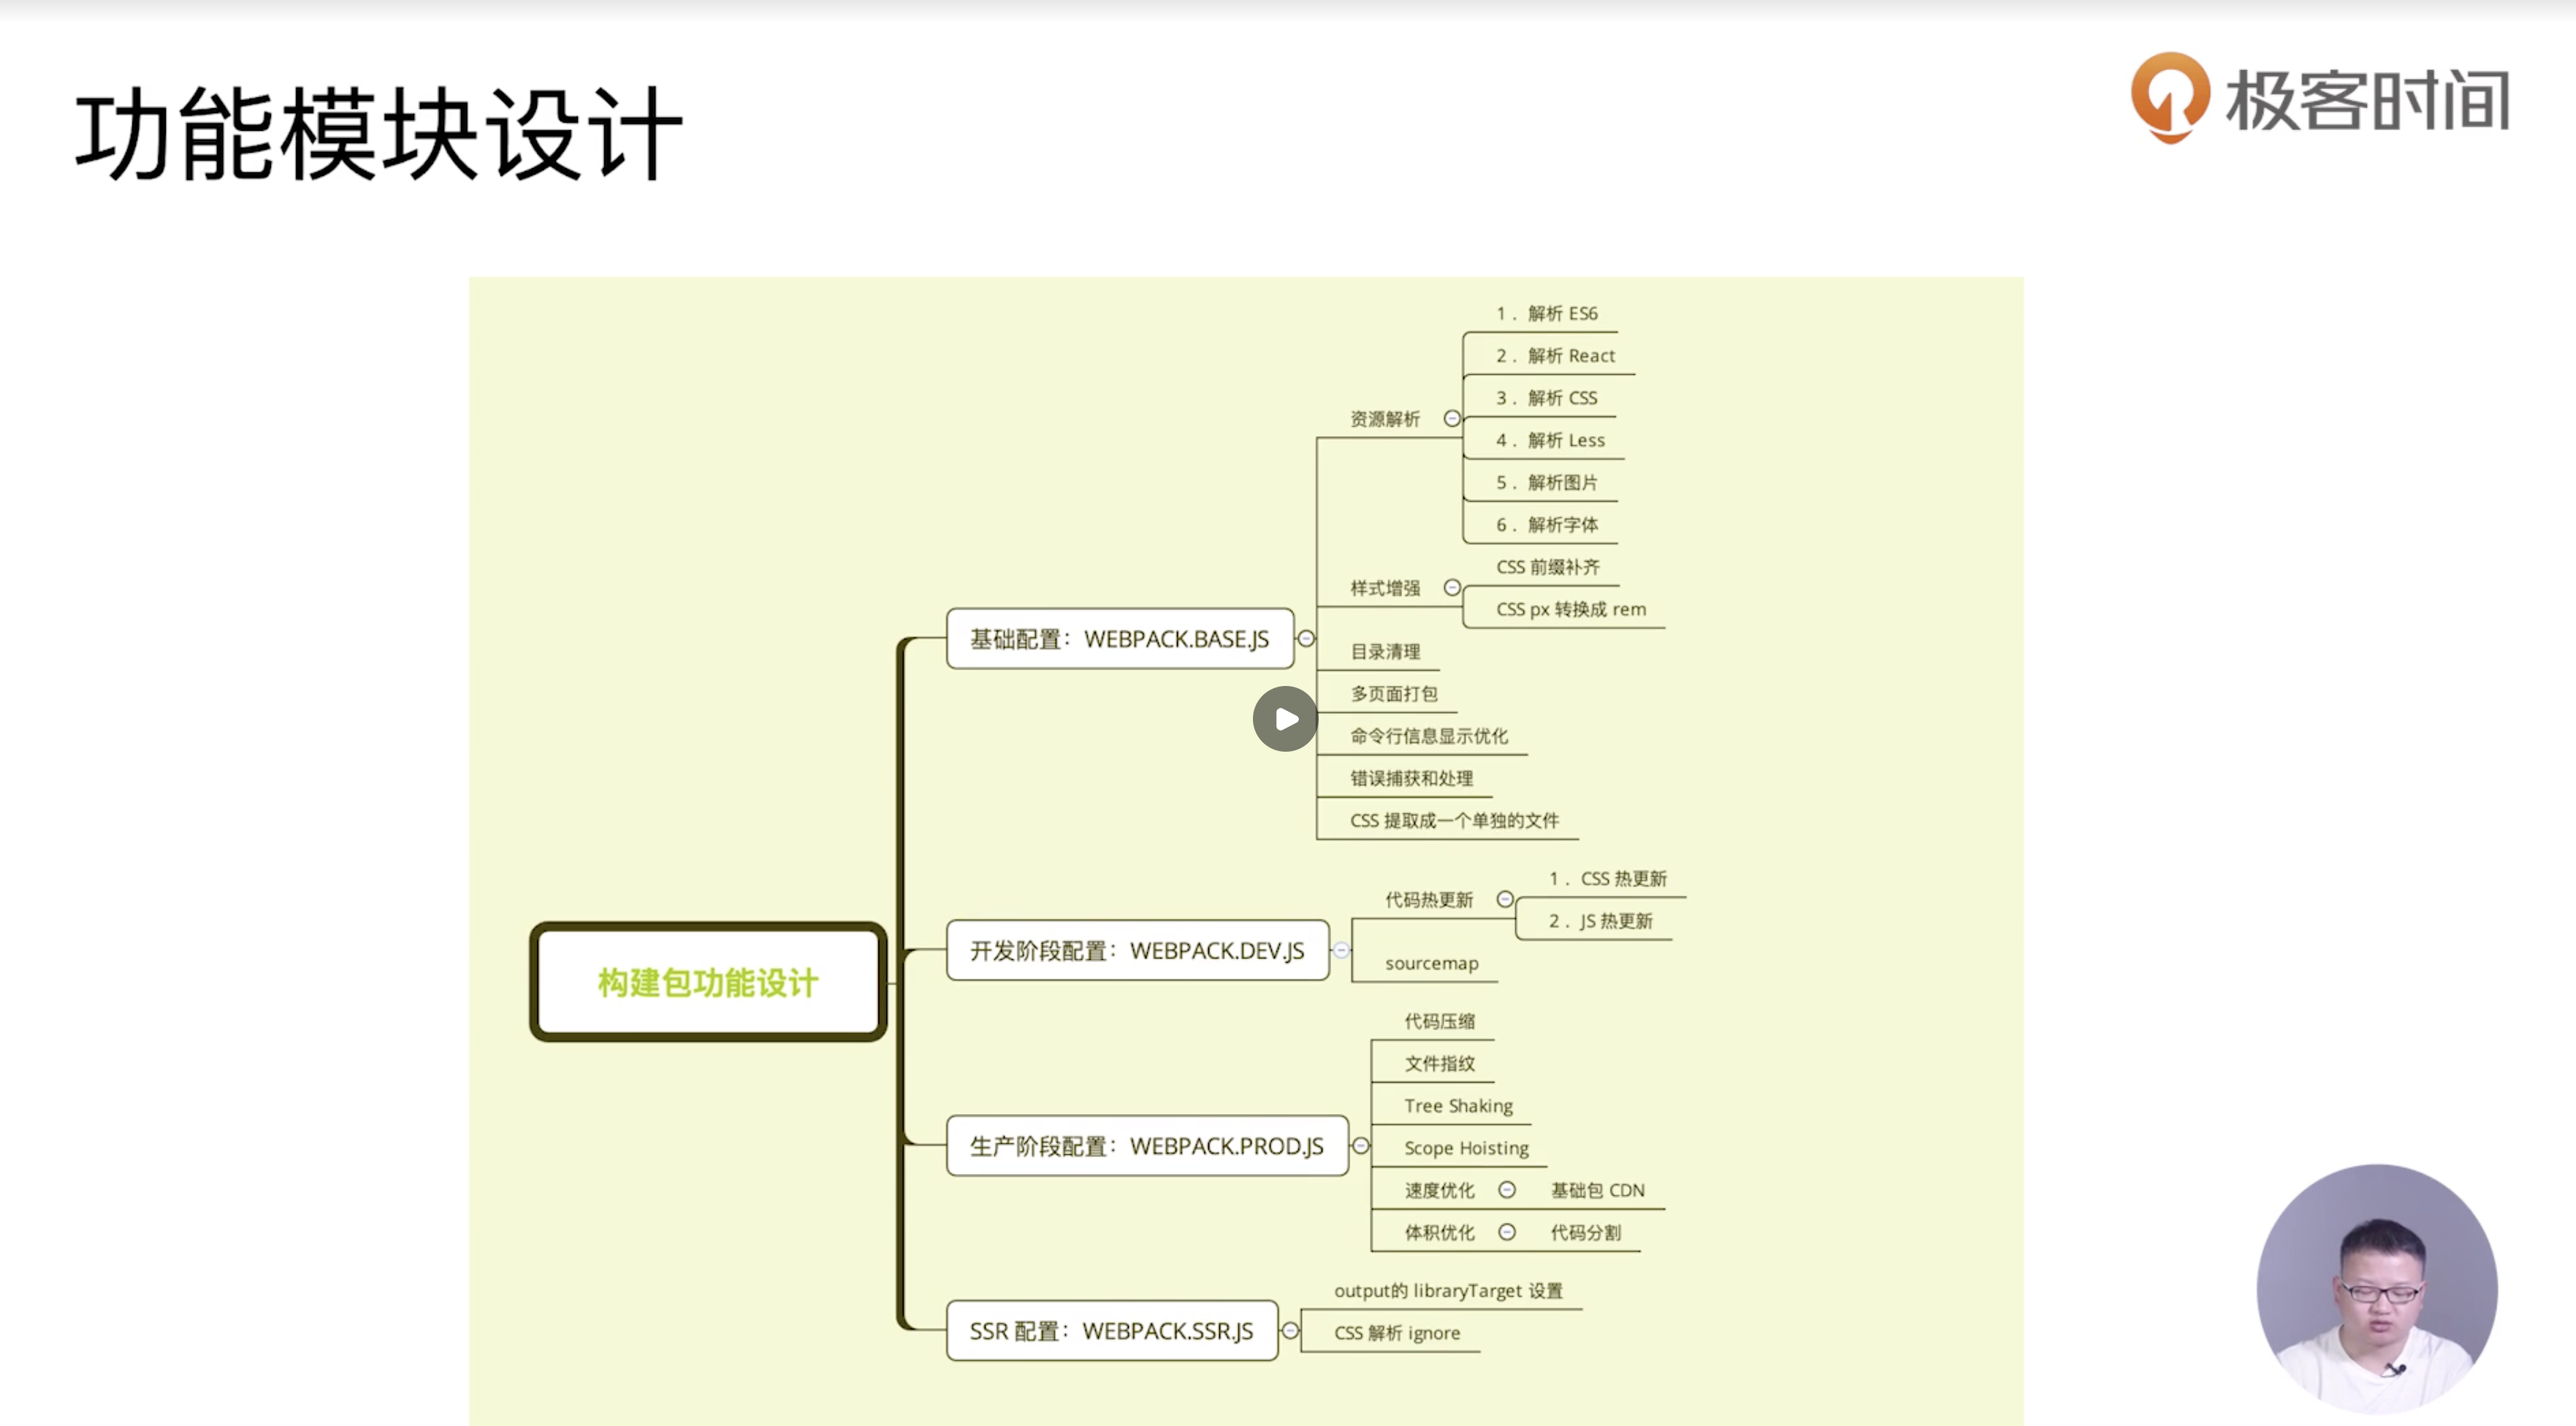 功能模块设计
极客时间
构建包功能设计
基础配置：WEBPACK.BASE.JS
资源解析
1． 解析 ES6
2． 解析 React
3． 解析 CSS
4． 解析 Less
5． 解析图片
6． 解析字体
样式增强
CSS 前缀补齐
CSS px 转换成 rem
目录清理
多页面打包
命令行信息显示优化
错误捕获和处理
CSS 提取成一个单独的文件
开发阶段配置：WEBPACK.DEV.JS
代码热更新
1． CSS 热更新
2． JS 热更新
sourcemap
生产阶段配置：WEBPACK.PROD.JS
代码压缩
文件指纹
Tree Shaking
Scope Hoisting
速度优化
基础包 CDN
体积优化
代码分割
SSR 配置：WEBPACK.SSR.JS
output的 libraryTarget 设置
CSS 解析 ignore